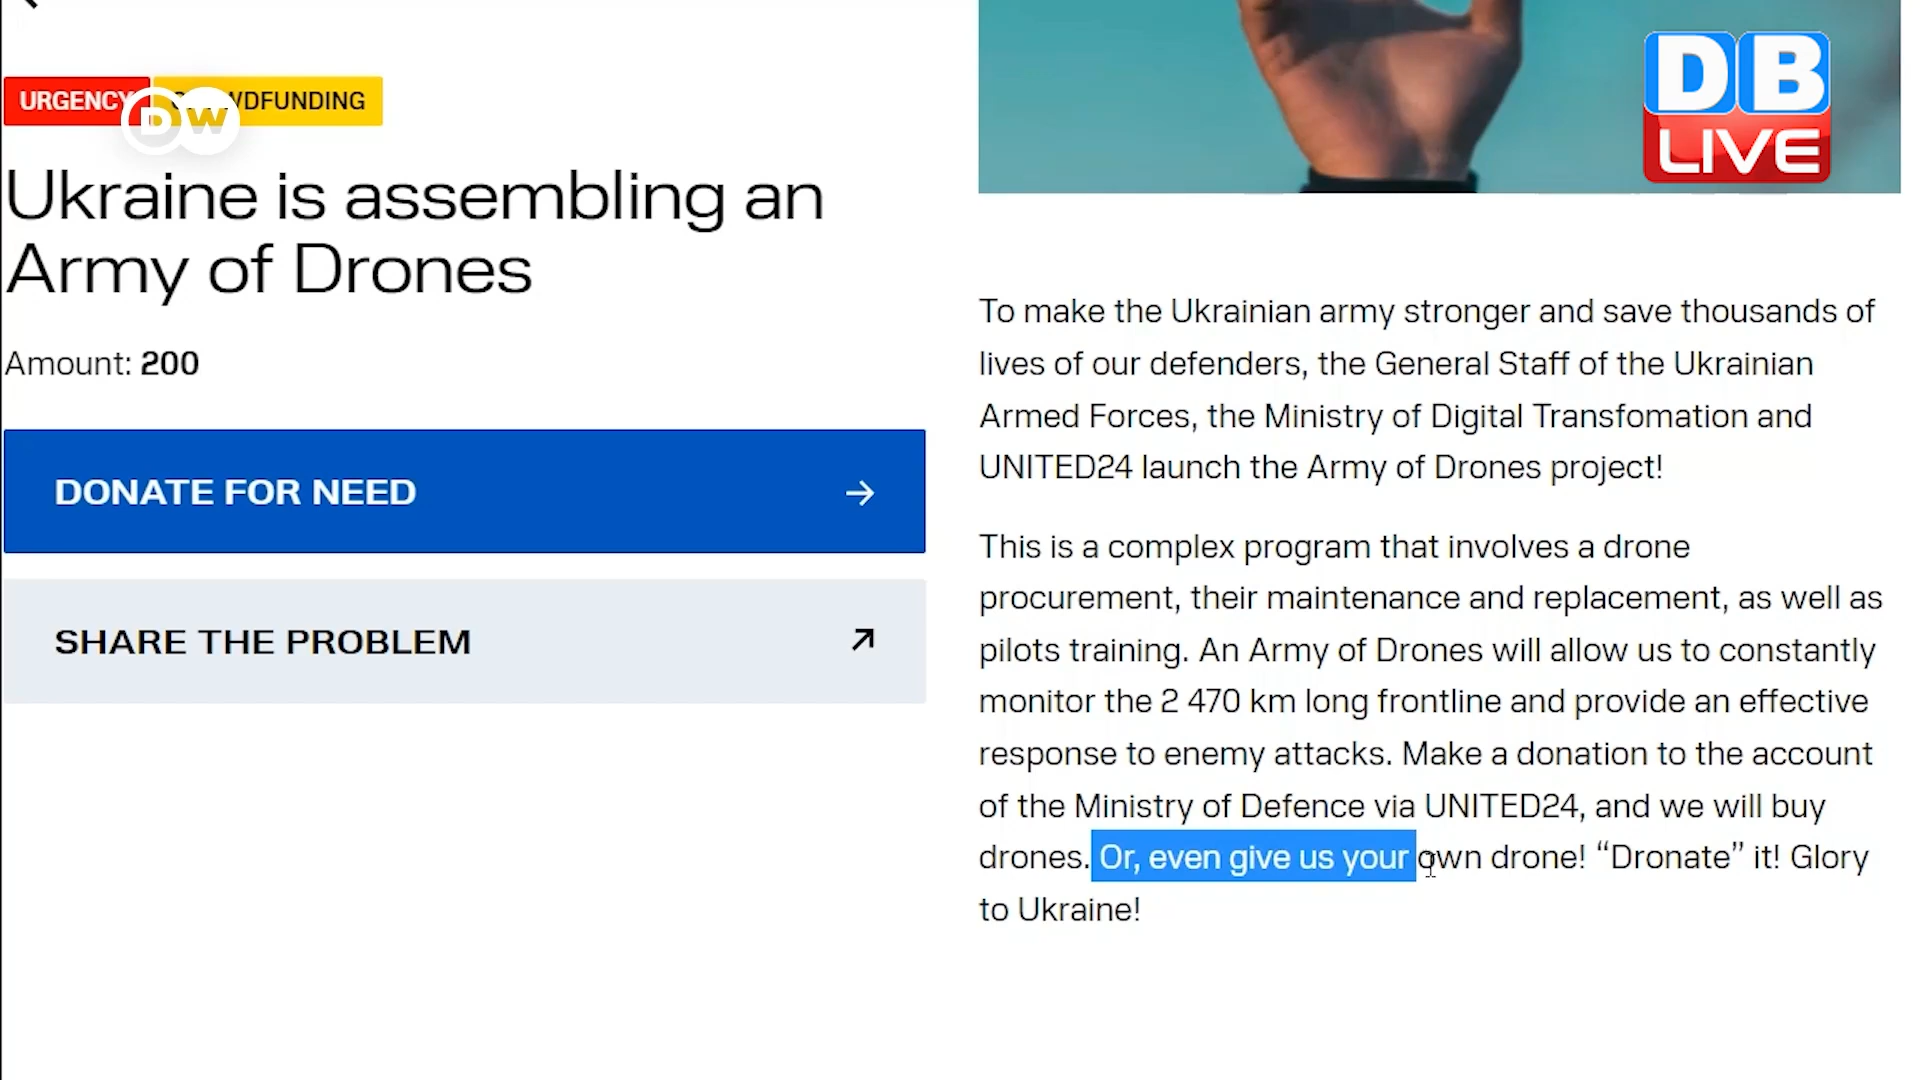 URGENCY
DW
DB
LIVE
Ukraine is assembling an
Army of Drones
Amount: 200
DONATE FOR NEED
SHARE THE PROBLEM
To make the Ukrainian army stronger and save thousands of
lives of our defenders, the General Staff of the Ukrainian
Armed Forces, the Ministry of Digital Transfomation and
UNITED24 launch the Army of Drones project!
This is a complex program that involves a drone
procurement, their maintenance and replacement, as well as
pilots training. An Army of Drones will allow us to constantly
monitor the 2 470 km long frontline and provide an effective
response to enemy attacks. Make a donation to the account
of the Ministry of Defence via UNITED24, and we will buy
drones. Or, even give us your own drone! “Dronate” it! Glory
to Ukraine!